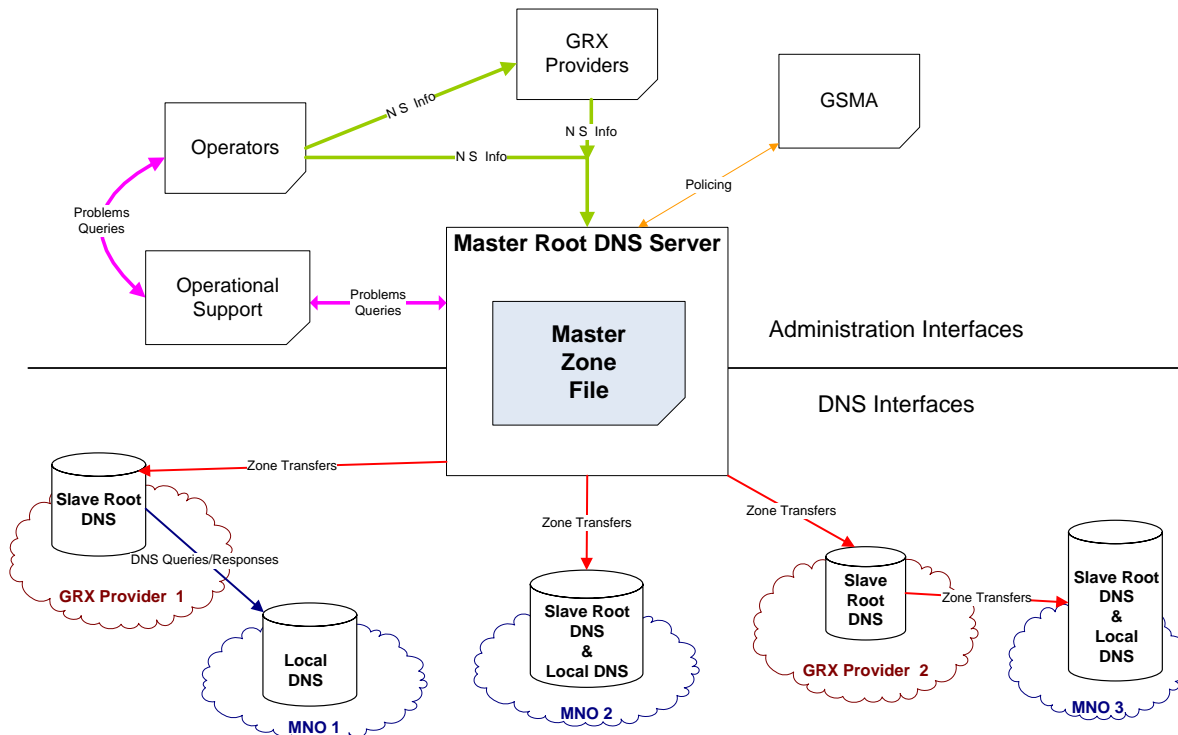 GRX
Providers
GSMA
N S Info
Operators
N S Info
N S Info
Policing
Problems
Queries
Master Root DNS Server
Operational
Support
Problems
Queries
Master
Zone
File
Administration Interfaces
DNS Interfaces
Zone Transfers
Slave Root
DNS
Zone Transfers
Zone Transfers
DNS Queries/Responses
GRX Provider 1
Slave
Root
DNS
Zone Transfers
Slave Root
DNS
&
Local
DNS
Slave Root
DNS
&
Local DNS
Local
DNS
GRX Provider 2
MNO 1
MNO 2
MNO 3